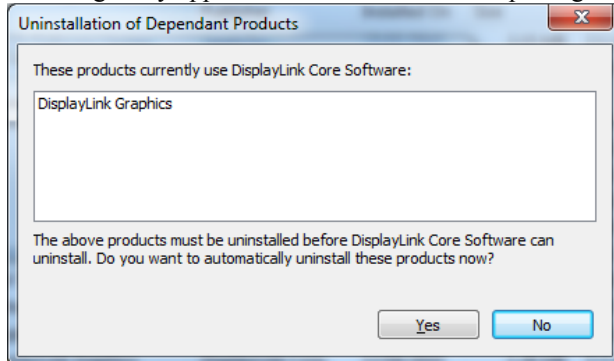 Uninstallation of Dependant Products
These products currently use DisplayLink Core Software:
DisplayLink Graphics
The above products must be uninstalled before DisplayLink Core Software can
uninstall. Do you want to automatically uninstall these products now?
Yes
No